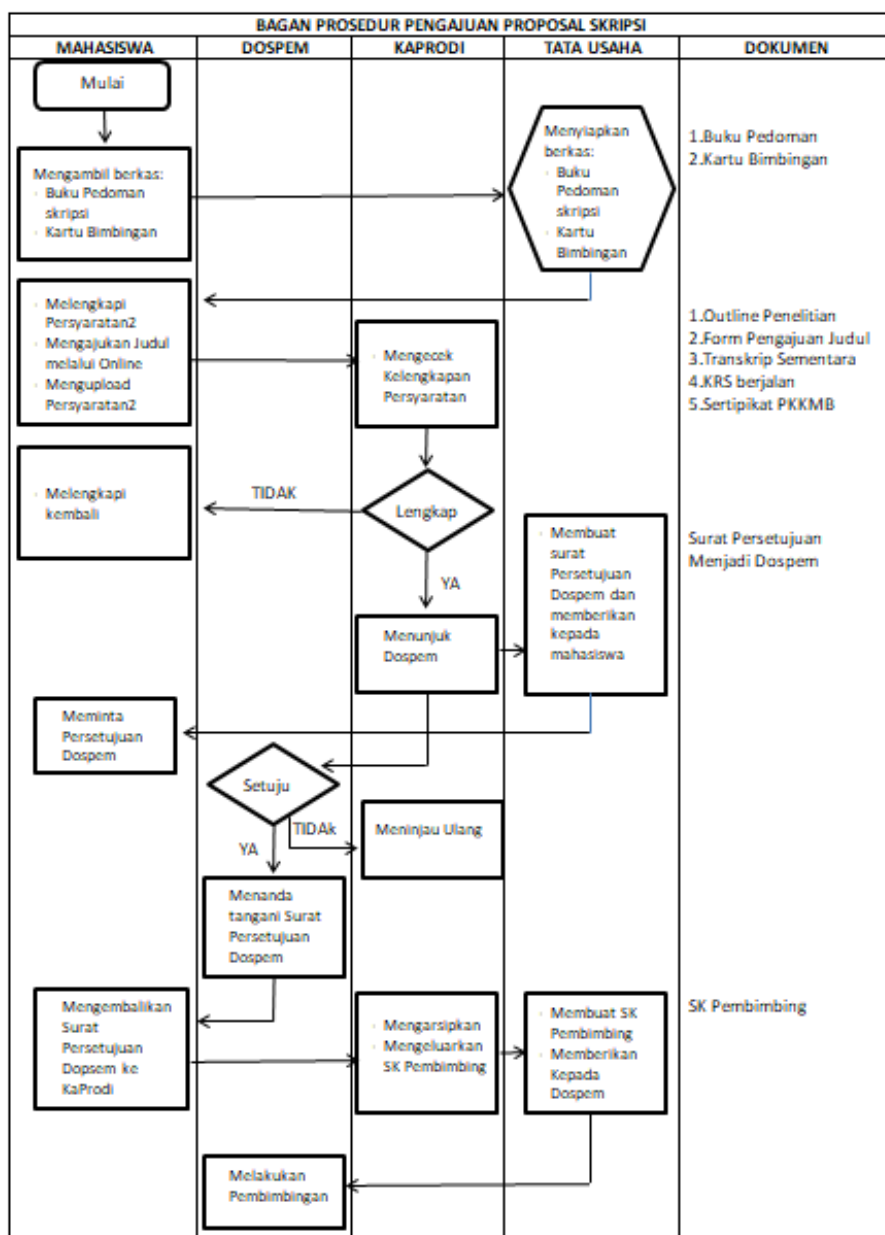 BAGAN PROSEDUR PENGAJUAN PROPOSAL SKRIPSI
MAHASISWA
DOSPEM
KAPRODI
TATA USAHA
DOKUMEN
Mulai
Mengambil berkas:
Buku Pedoman
skripsi
Kartu Bimbingan
Menyiapkan
berkas:
Buku
Pedoman
skripsi
Kartu
Bimbingan
1.Buku Pedoman
2.Kartu Bimbingan
Melengkapi
Persyaratan2
Mengajukan Judul
melalui Online
Mengupload
Persyaratan2
Mengecek
Kelengkapan
Persyaratan
1.Outline Penelitian
2.Form Pengajuan Judul
3.Transkrip Sementara
4.KRS berjalan
5.Sertipikat PKKMB
Melengkapi
kembali
TIDAK
Lengkap
YA
Menunjuk
Dospem
Membuat
surat
Persetujuan
Dospem dan
memberikan
kepada
mahasiswa
Surat Persetujuan
Menjadi Dospem
Meminta
Persetujuan
Dospem
Setuju
YA
TIDAk
Meninjau Ulang
Menanda
tangani Surat
Persetujuan
Dospem
Mengembalikan
Surat
Persetujuan
Dopsem ke
KaProdi
Mengarsipkan
Mengeluarkan
SK Pembimbing
Membuat SK
Pembimbing
Memberikan
Kepada
Dospem
SK Pembimbing
Melakukan
Pembimbingan